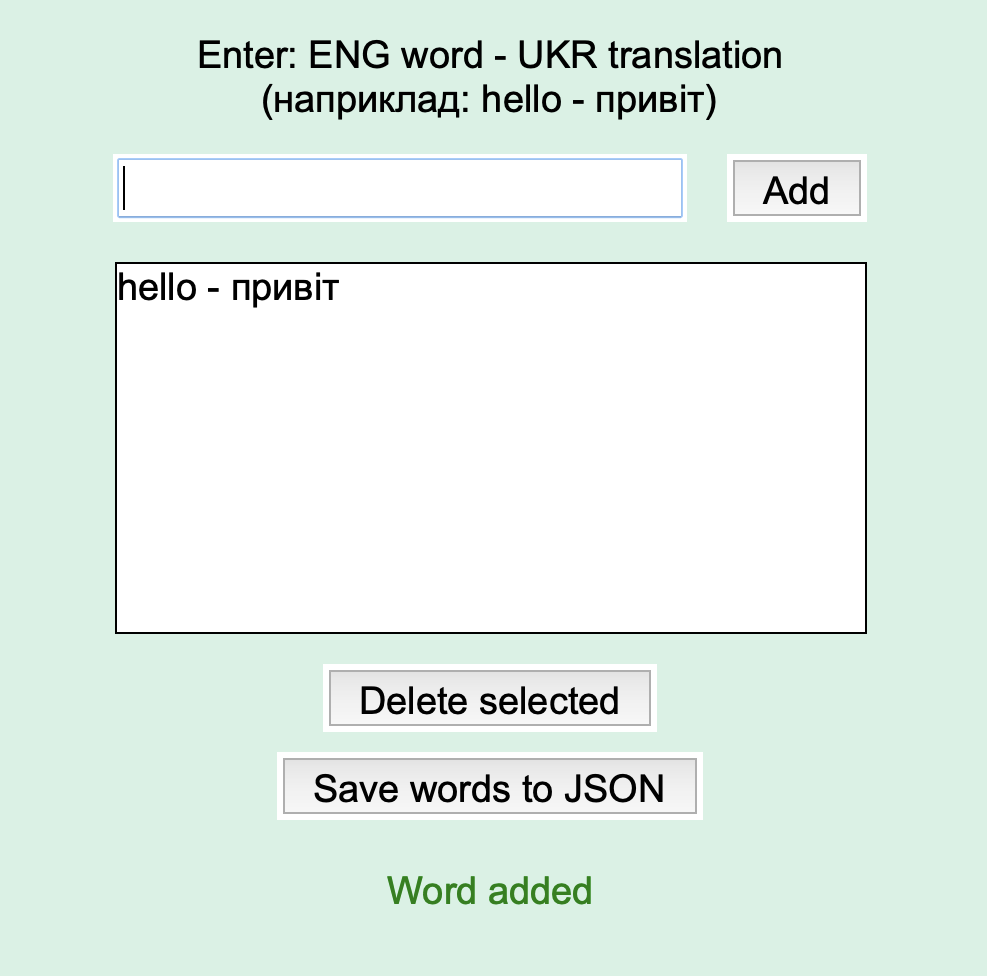 Enter: ENG word - UKR translation
(наприклад: hello - привіт)
Add
hello - привіт
Delete selected
Save words to JSON
Word added